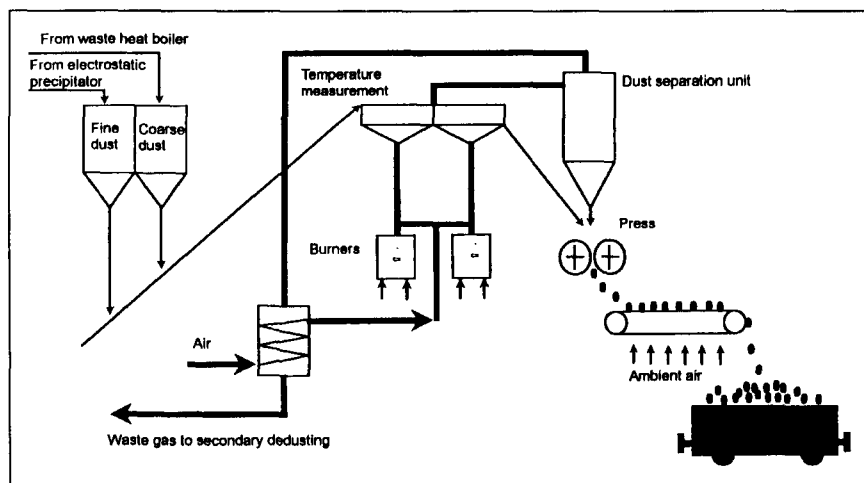 From waste heat boiler
From electrostatic
precipitator
Temperature
measurement
Dust separation unit
Fine
dust
Coarse
dust
Press
Burners
Air
Ambient air
Waste gas to secondary dedusting